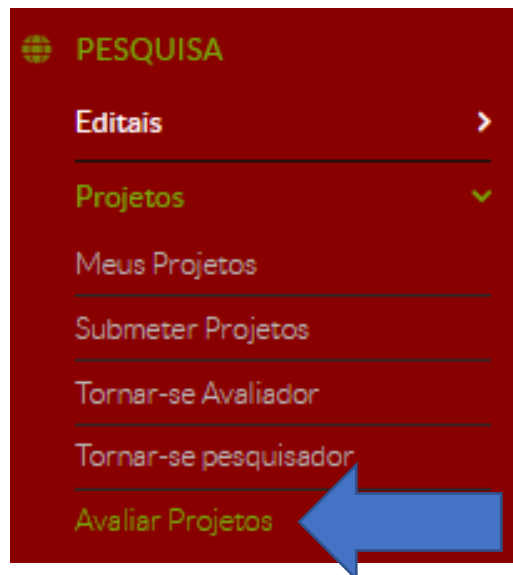 PESQUISA
Editais
Projetos
Meus Projetos
Submeter Projetos
Tornar-se Avaliador
Tornar-se pesquisador
Avaliar Projetos